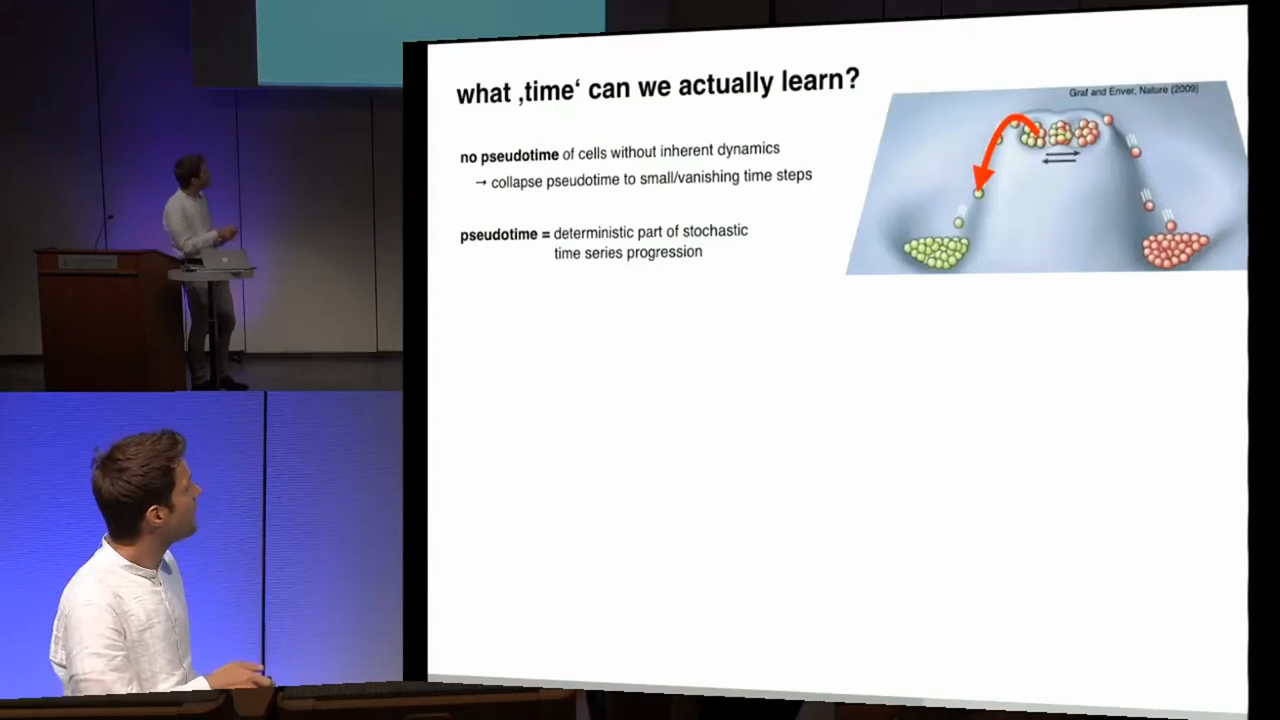 what ‚time‘ can we actually learn?
Graf and Enver, Nature (2009)
no pseudotime of cells without inherent dynamics
→ collapse pseudotime to small/vanishing time steps
pseudotime = deterministic part of stochastic
time series progression